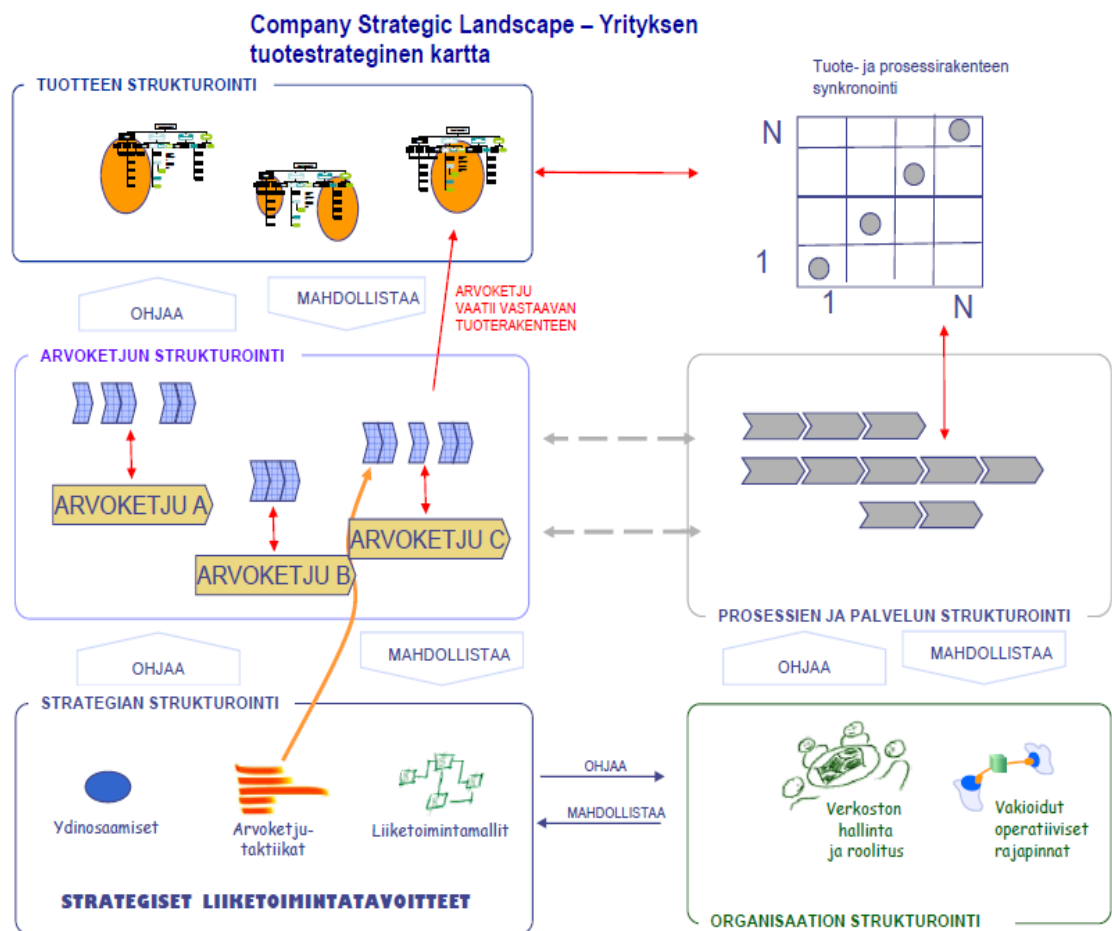 Company Strategic Landscape – Yrityksen
tuotestrateginen kartta
TUOTTEEN STRUKTUROINTI
Tuote- ja prosessirakenteen
synkronointi
N
1
1
N
OHJAA
MAHDOLLISTAA
ARVOKETJU
VAATII VASTAAVAN
TUOTERAKENTEEN
ARVOKETJUN STRUKTUROINTI
ARVOKETJU A
ARVOKETJU B
ARVOKETJU C
PROSESSIEN JA PALVELUN STRUKTUROINTI
OHJAA
MAHDOLLISTAA
OHJAA
MAHDOLLISTAA
STRATEGIAN STRUKTUROINTI
Ydinosaamiset
Arvoketju-
taktiikat
Liiketoimintamallit
STRATEGISET LIIKETOIMINTATAVOITTEET
OHJAA
MAHDOLLISTAA
Verkoston
hallinta
ja roolitus
Vakioidut
operatiiviset
rajapinnat
ORGANISAATION STRUKTUROINTI